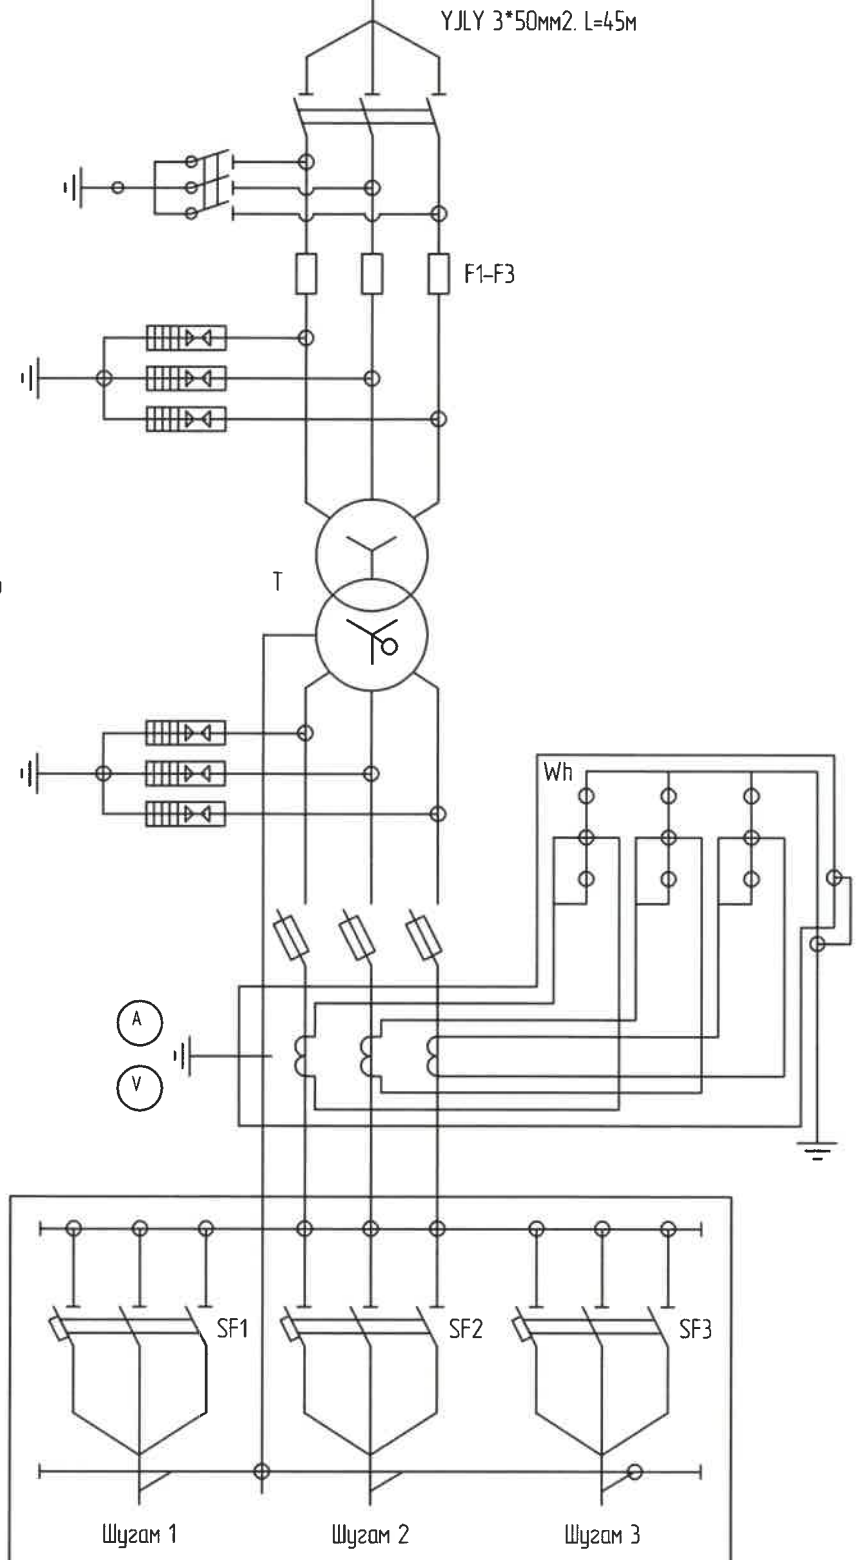 YJLY 3*50мм2. L=45м
F1-F3
T
Wh
A
V
SF1
SF2
SF3
Шугам 1
Шугам 2
Шугам 3